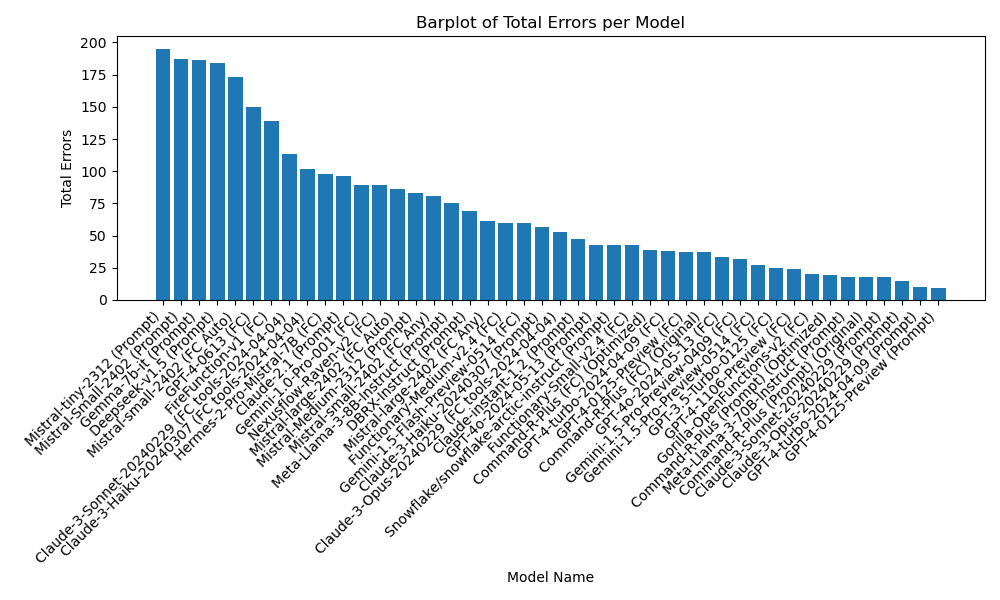 Barplot of Total Errors per Model
Total Errors
200
175
150
125
100
75
50
25
0
Mistral-tiny-2312 (Prompt)
Mistral-Small-2402 (Prompt)
Gemma-7b-it (Prompt)
Deepseek-v1.5 (Prompt)
Mistral-small-2402 (FC Auto)
GPT-4-0613 (FC)
FireFunction-v1 (FC)
Claude-3-Sonnet-20240229 (FC tools-2024-04-04)
Claude-3-Haiku-20240307 (FC tools-2024-04-04)
Hermes-2-Pro-Mistral-7B (FC)
Claude-2.1 (Prompt)
Gemini-1.0-Pro-001 (FC)
Nexusflow-Raven-v2 (FC)
Mistral-large-2402 (FC Auto)
Mistral-Medium-2312 (Prompt)
Mistral-small-2402 (FC Any)
Meta-Llama-3-8B-Instruct (Prompt)
DBRX-Instruct (Prompt)
Mistral-large-2402 (FC Any)
Functionary-Medium-v2.4 (FC)
Gemini-1.5-Flash-Preview-0514 (FC)
Claude-3-Haiku-20240307 (Prompt)
Claude-3-Opus-20240229 (FC tools-2024-04-04)
Claude-instant-1.2 (Prompt)
GPT-4o-2024-05-13 (Prompt)
Snowflake/snowflake-arctic-instruct (Prompt)
Functionary-Small-v2.4 (FC)
Command-R-Plus (FC) (Optimized)
GPT-4-turbo-2024-04-09 (FC)
GPT-4-0125-Preview (FC)
Command-R-Plus (FC) (Original)
GPT-4o-2024-05-13 (FC)
Gemini-1.5-Pro-Preview-0409 (FC)
Gemini-1.5-Pro-Preview-0514 (FC)
GPT-3.5-Turbo-0125 (FC)
GPT-4-1106-Preview (FC)
Gorilla-OpenFunctions-v2 (FC)
Command-R-Plus (Prompt) (Optimized)
Meta-Llama-3-70B-Instruct (Prompt)
Command-R-Plus (Prompt) (Original)
Claude-3-Sonnet-20240229 (Prompt)
Claude-3-Opus-20240229 (Prompt)
GPT-4-turbo-2024-04-09 (Prompt)
GPT-4-0125-Preview (Prompt)
Model Name